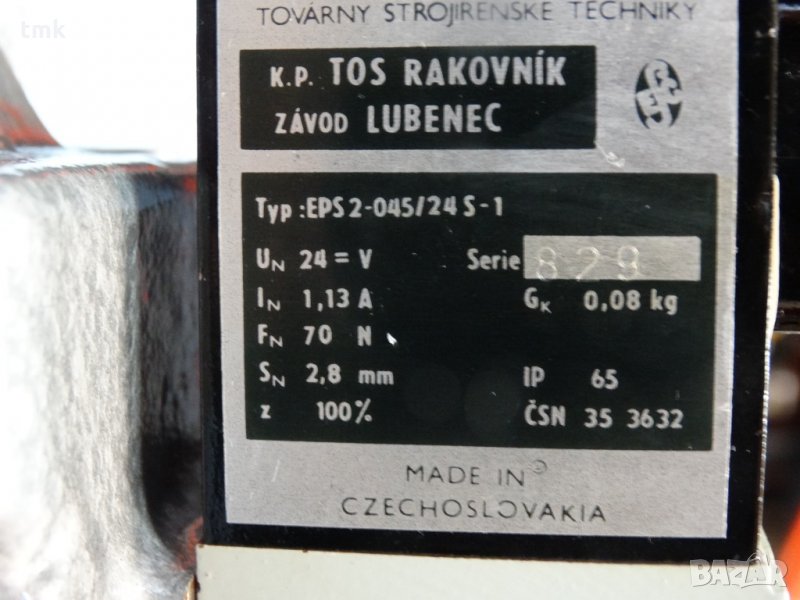 tmk
TOVÁRNY STROJÍRENSKÉ TECHNIKY
K.P. TOS RAKOVNÍK
ZÁVOD LUBENEC
Typ :EPS 2-045/24 S-1
UN 24 = V Serie 829
IN 1,13 A GK 0,08 kg
FN 70 N
SN 2,8 mm IP 65
z 100% ČSN 35 3632
MADE IN
CZECHOSLOVAKIA
BAZAR